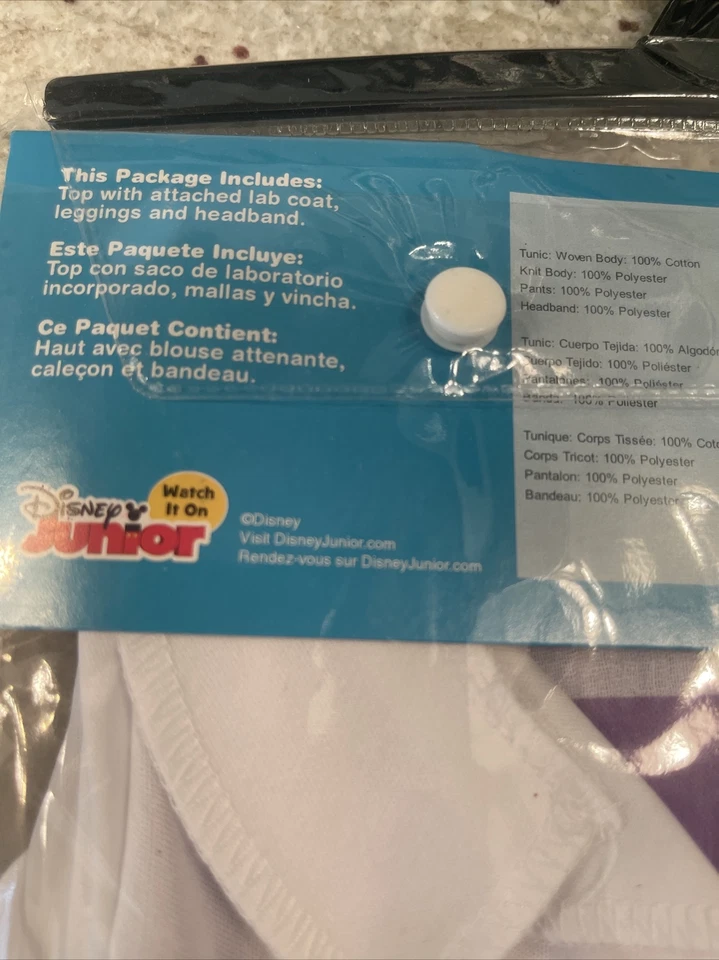 This Package Includes:
Top with attached lab coat,
leggings and headband.
Este Paquete Incluye:
Top con saco de laboratorio
incorporado, mallas y vincha.
Ce Paquet Contient:
Haut avec blouse attenante,
caleçon et bandeau.
Disney
Junior
Watch
It On
©Disney
Visit DisneyJunior.com
Rendez-vous sur DisneyJunior.com
Tunic: Woven Body: 100% Cotton
Knit Body: 100% Polyester
Pants: 100% Polyester
Headband: 100% Polyester
Tunic: Cuerpo Tejida: 100% Algodón
Cuerpo Tejido: 100% Poliéster
Pantalones: 100% Poliéster
Banda: 100% Poliéster
Tunique: Corps Tissée: 100% Coto
Corps Tricot: 100% Polyester
Pantalon: 100% Polyester
Bandeau: 100% Polyester